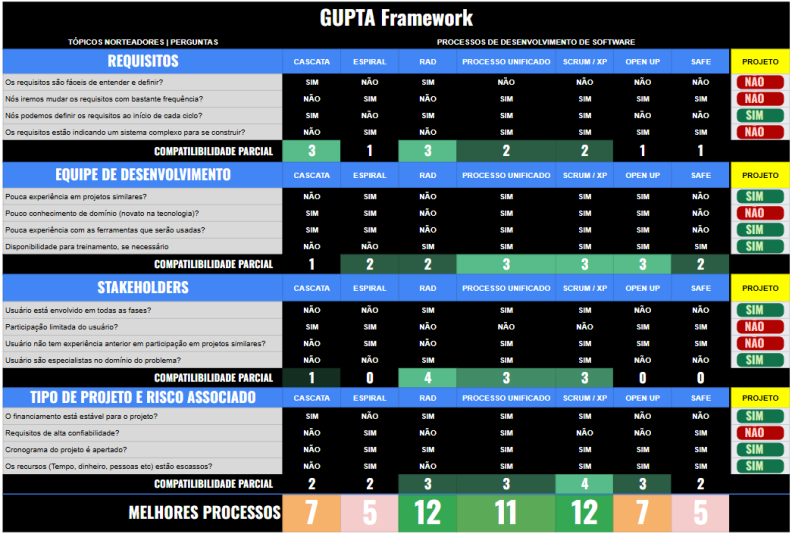 GUPTA Framework
TÓPICOS NORTEADORES | PERGUNTAS PROCESSOS DE DESENVOLVIMENTO DE SOFTWARE
REQUISITOS CASCATA ESPIRAL RAD PROCESSO UNIFICADO SCRUM / XP OPEN UP SAFE PROJETO
Os requisitos são fáceis de entender e definir? SIM NÃO SIM NÃO NÃO NÃO NÃO NAO
Nós iremos mudar os requisitos com bastante frequência? NÃO SIM NÃO SIM SIM SIM SIM NAO
Nós podemos definir os requisitos ao início de cada ciclo? SIM NÃO SIM SIM SIM NÃO NÃO SIM
Os requisitos estão indicando um sistema complexo para se construir? NÃO SIM NÃO SIM SIM SIM SIM NAO
COMPATILIBILIDADE PARCIAL 3 1 3 2 2 1 1
EQUIPE DE DESENVOLVIMENTO CASCATA ESPIRAL RAD PROCESSO UNIFICADO SCRUM / XP OPEN UP SAFE PROJETO
Pouca experiência em projetos similares? NÃO SIM NÃO SIM SIM SIM SIM SIM
Pouco conhecimento de domínio (novato na tecnologia)? SIM SIM NÃO SIM SIM SIM SIM NAO
Pouca experiência com as ferramentas que serão usadas? SIM SIM NÃO SIM SIM SIM SIM SIM
Disponibilidade para treinamento, se necessário NÃO NÃO SIM SIM SIM SIM SIM SIM
COMPATILIBILIDADE PARCIAL 1 2 2 3 3 3 2
STAKEHOLDERS CASCATA ESPIRAL RAD PROCESSO UNIFICADO SCRUM / XP OPEN UP SAFE PROJETO
Usuário está envolvido em todas as fases? NÃO NÃO SIM SIM SIM NÃO NÃO SIM
Participação limitada do usuário? SIM SIM NÃO NÃO NÃO SIM SIM NAO
Usuário não tem experiência anterior em participação em projetos similares? NÃO SIM NÃO SIM SIM SIM SIM NAO
Usuário são especialistas no domínio do problema? NÃO NÃO SIM SIM SIM NÃO NÃO SIM
COMPATILIBILIDADE PARCIAL 1 0 4 3 3 0 0
TIPO DE PROJETO E RISCO ASSOCIADO CASCATA ESPIRAL RAD PROCESSO UNIFICADO SCRUM / XP OPEN UP SAFE PROJETO
O financiamento está estável para o projeto? SIM NÃO SIM SIM SIM NÃO NÃO SIM
Requisitos de alta confiabilidade? NÃO SIM NÃO SIM NÃO NÃO SIM NAO
Cronograma do projeto é apertado? NÃO SIM SIM SIM SIM SIM SIM SIM
Os recursos (Tempo, dinheiro, pessoas etc) estão escassos? NÃO SIM NÃO SIM SIM SIM SIM SIM
COMPATILIBILIDADE PARCIAL 2 2 3 3 4 3 2
MELHORES PROCESSOS 7 5 12 11 12 7 5